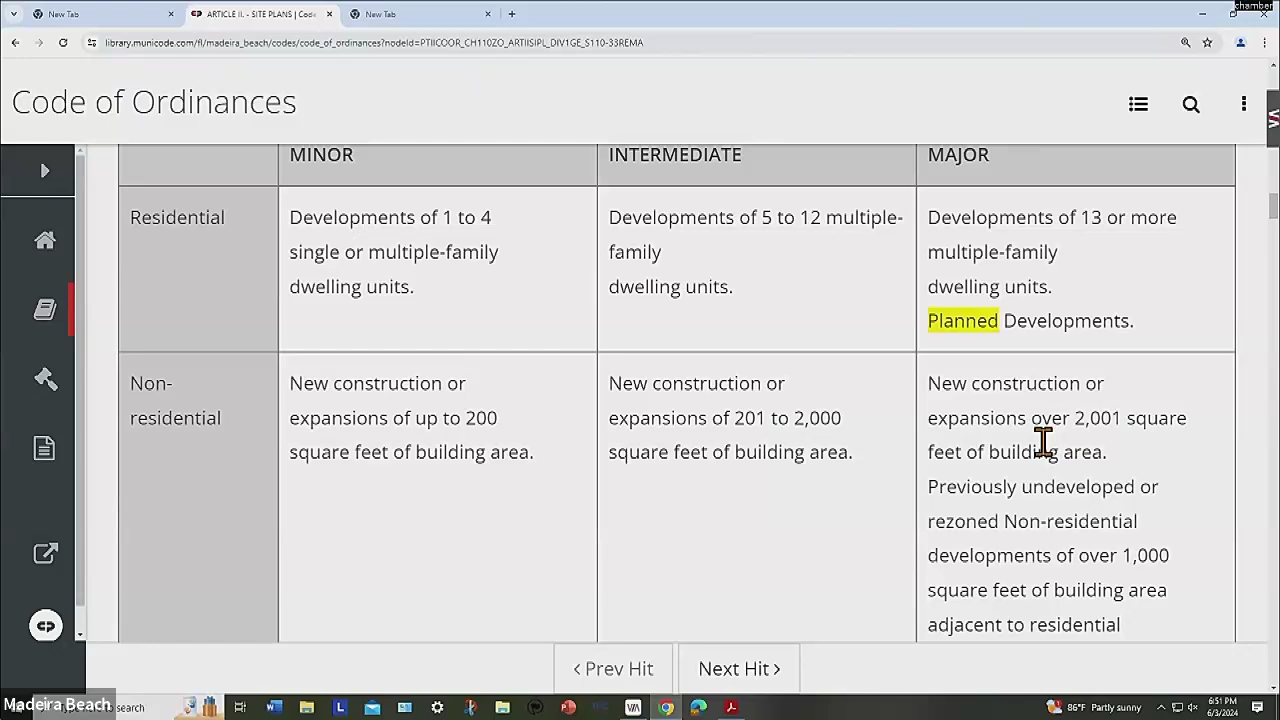 chamber
New Tab
ARTICLE II. - SITE PLANS | Code
New Tab
library.municode.com/fl/madeira_beach/codes/code_of_ordinances?nodeId=PTIICOOR_CH110ZO_ARTIISIPL_DIV1GE_S110-33REMA
Code of Ordinances
MINOR
INTERMEDIATE
MAJOR
Residential
Developments of 1 to 4
single or multiple-family
dwelling units.
Developments of 5 to 12 multiple-
family
dwelling units.
Developments of 13 or more
multiple-family
dwelling units.
Planned Developments.
Non-
residential
New construction or
expansions of up to 200
square feet of building area.
New construction or
expansions of 201 to 2,000
square feet of building area.
New construction or
expansions over 2,001 square
feet of building area.
Previously undeveloped or
rezoned Non-residential
developments of over 1,000
square feet of building area
adjacent to residential
Prev Hit
Next Hit
Madeira Beach
here to search
86°F Partly sunny
6:51 PM
6/3/2024